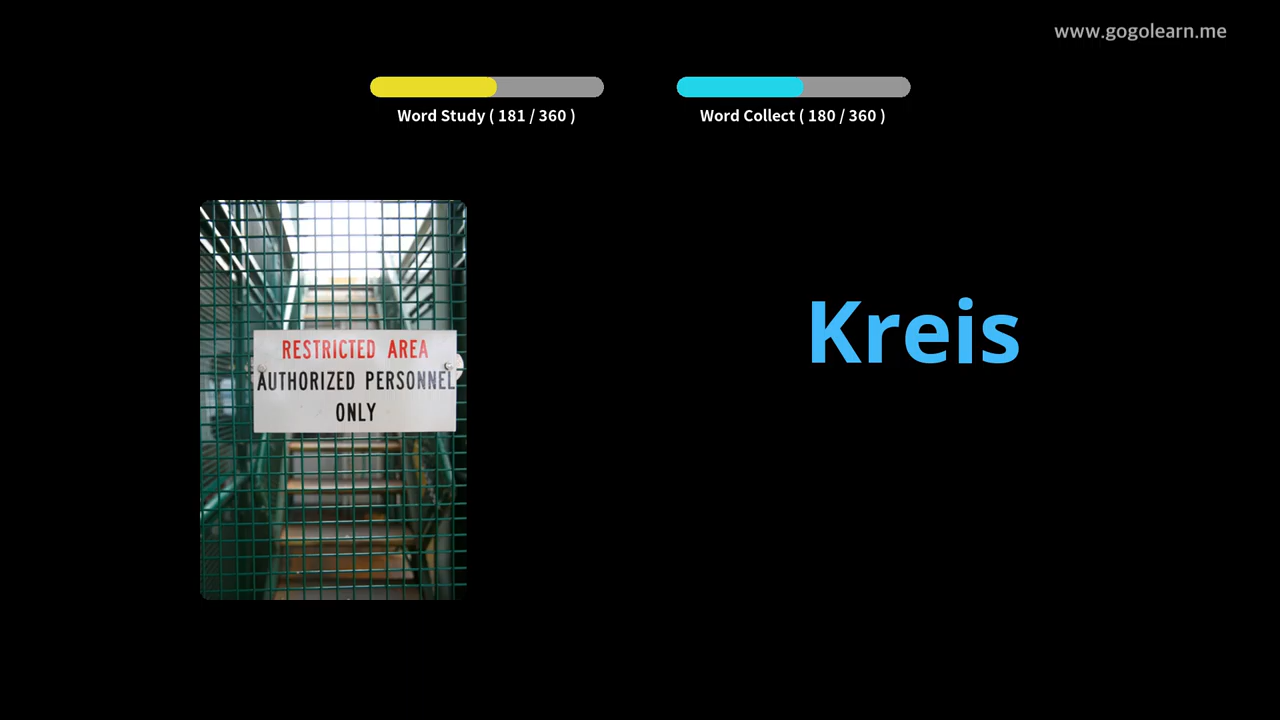 www.gogolearn.me
Word Study ( 181 / 360 )
Word Collect ( 180 / 360 )
RESTRICTED AREA
AUTHORIZED PERSONNEL
ONLY
Kreis